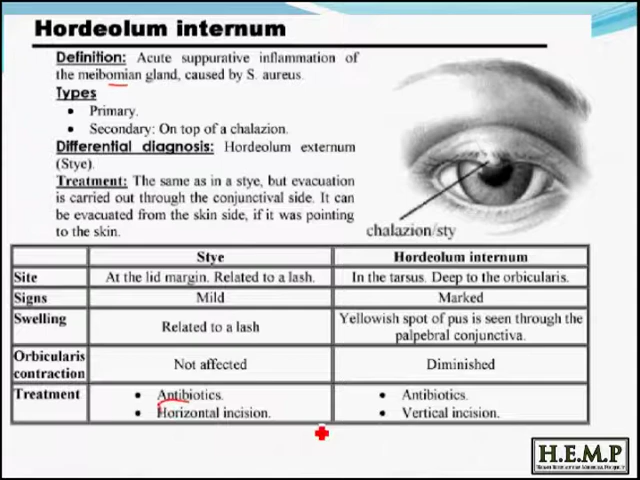 Hordeolum internum
Definition: Acute suppurative inflammation of
the meibomian gland, caused by S. aureus.
Types
• Primary.
• Secondary: On top of a chalazion.
Differential diagnosis: Hordeolum externum
(Stye).
Treatment: The same as in a stye, but evacuation
is carried out through the conjunctival side. It can
be evacuated from the skin side, if it was pointing
to the skin.
chalazion/sty
Stye Hordeolum internum
Site At the lid margin. Related to a lash. In the tarsus. Deep to the orbicularis.
Signs Mild Marked
Swelling Related to a lash Yellowish spot of pus is seen through the
palpebral conjunctiva.
Orbicularis
contraction Not affected Diminished
Treatment • Antibiotics. • Antibiotics.
• Horizontal incision. • Vertical incision.
H.E.M.P